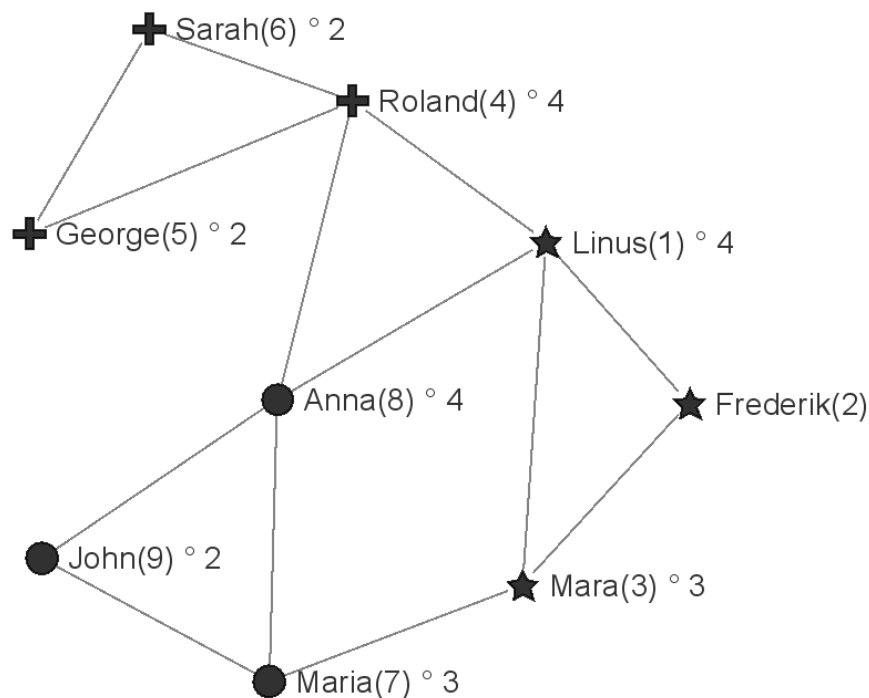 Sarah(6) ° 2
Roland(4) ° 4
George(5) ° 2
Linus(1) ° 4
Anna(8) ° 4
Frederik(2)
John(9) ° 2
Mara(3) ° 3
Maria(7) ° 3